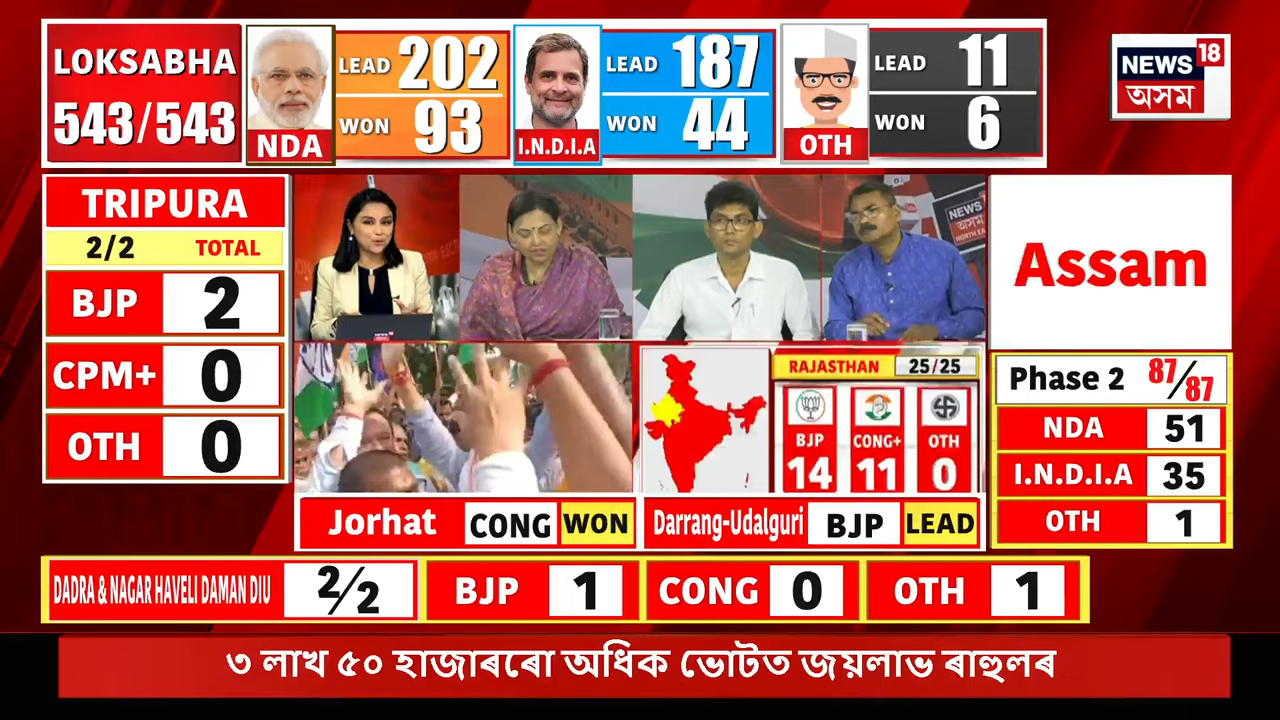 LOKSABHA
543/543
NDA
LEAD 202
WON 93
I.N.D.I.A
LEAD 187
WON 44
OTH
LEAD 11
WON 6
NEWS 18
অসম
TRIPURA
2/2 TOTAL
BJP 2
CPM+ 0
OTH 0
NEWS
অসম
NORTH EA
Assam
Phase 2 87/87
NDA 51
I.N.D.I.A 35
OTH 1
RAJASTHAN 25/25
BJP CONG+ OTH
14 11 0
Jorhat CONG WON
Darrang-Udalguri BJP LEAD
DADRA & NAGAR HAVELI DAMAN DIU 2/2 BJP 1 CONG 0 OTH 1
৩ লাখ ৫০ হাজাৰৰো অধিক ভোটত জয়লাভ ৰাহুলৰ